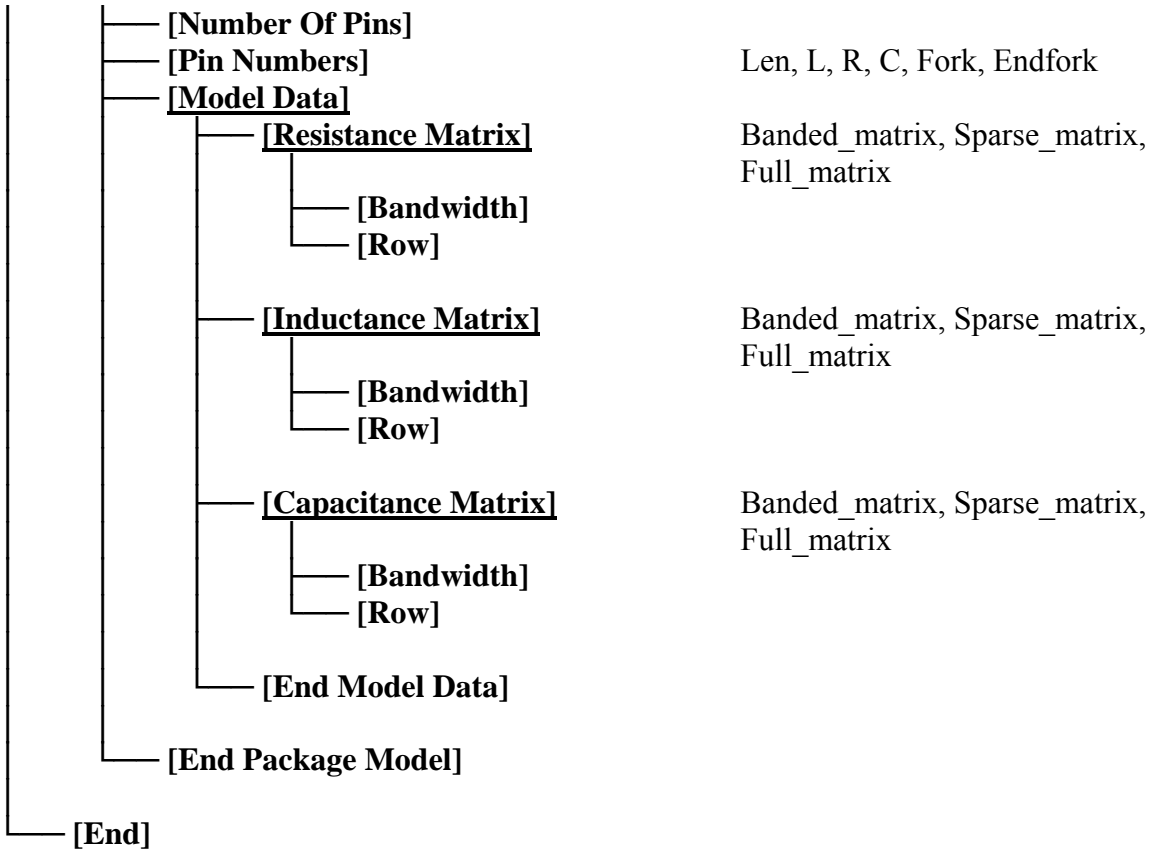 [Number Of Pins]
[Pin Numbers] Len, L, R, C, Fork, Endfork
[Model Data]
[Resistance Matrix] Banded_matrix, Sparse_matrix,
Full_matrix
[Bandwidth]
[Row]
[Inductance Matrix] Banded_matrix, Sparse_matrix,
Full_matrix
[Bandwidth]
[Row]
[Capacitance Matrix] Banded_matrix, Sparse_matrix,
Full_matrix
[Bandwidth]
[Row]
[End Model Data]
[End Package Model]
[End]